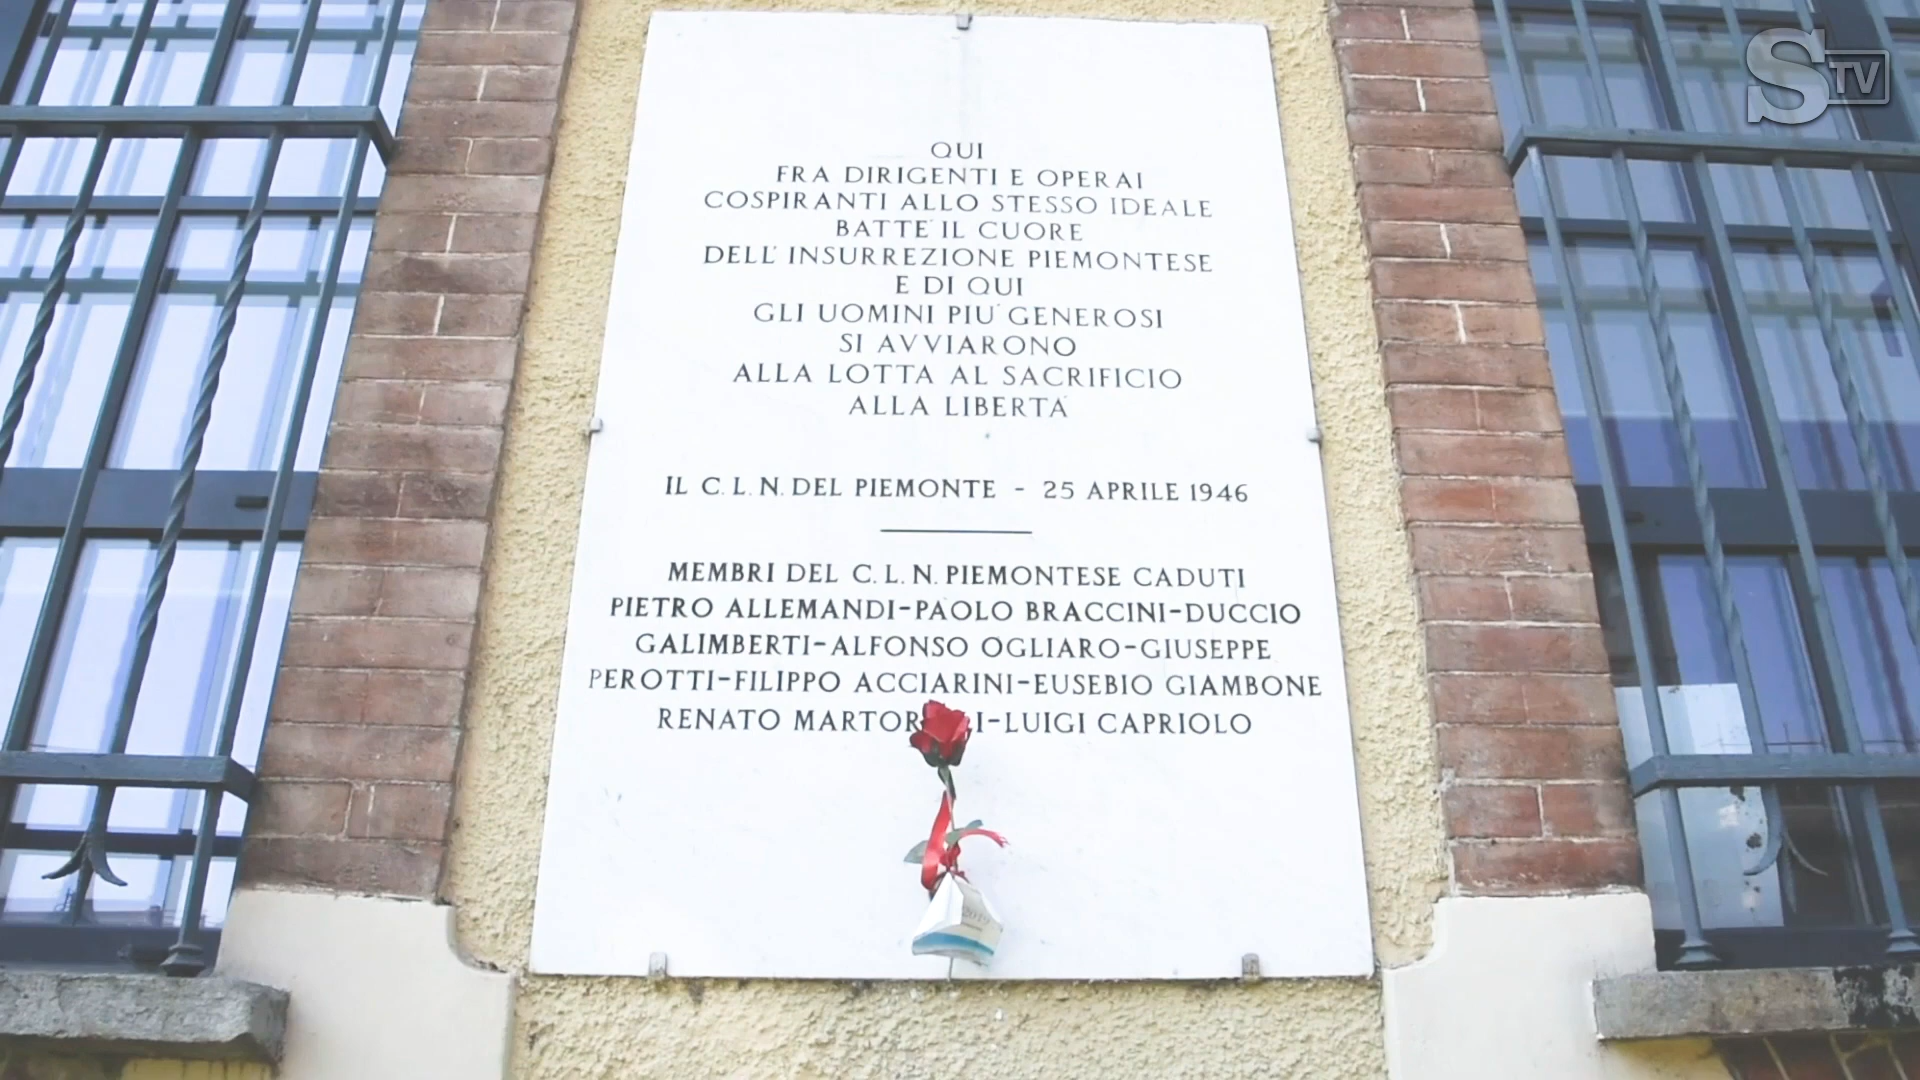 QUI
FRA DIRIGENTI E OPERAI
COSPIRANTI ALLO STESSO IDEALE
BATTE' IL CUORE
DELL' INSURREZIONE PIEMONTESE
E DI QUI
GLI UOMINI PIU' GENEROSI
SI AVVIARONO
ALLA LOTTA AL SACRIFICIO
ALLA LIBERTA'
IL C. L. N. DEL PIEMONTE - 25 APRILE 1946
MEMBRI DEL C. L. N. PIEMONTESE CADUTI
PIETRO ALLEMANDI-PAOLO BRACCINI-DUCCIO
GALIMBERTI-ALFONSO OGLIARO-GIUSEPPE
PEROTTI-FILIPPO ACCIARINI-EUSEBIO GIAMBONE
RENATO -LUIGI CAPRIOLO
2019
STV